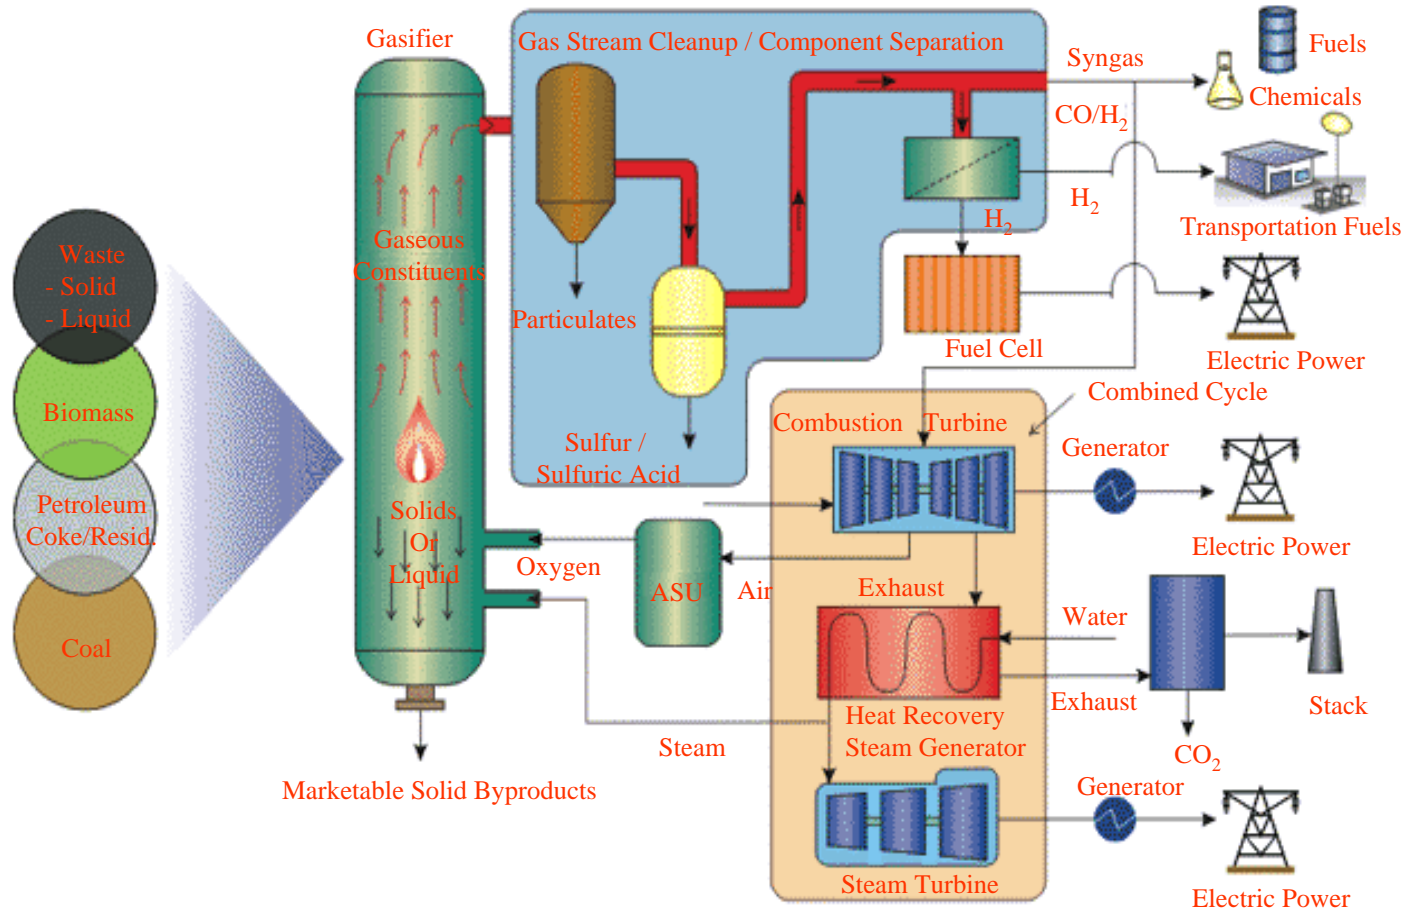 Gasifier
Gas Stream Cleanup / Component Separation
Syngas
Fuels
Chemicals
CO/H2
H2
Transportation Fuels
H2
Gaseous
Constituents
Waste
- Solid
- Liquid
Particulates
Fuel Cell
Electric Power
Biomass
Combustion Turbine
Combined Cycle
Sulfur /
Sulfuric Acid
Generator
Petroleum
Coke/Resid.
Solids
Or
Liquid
Electric Power
Oxygen
ASU
Air
Exhaust
Water
Coal
Exhaust
Stack
Heat Recovery
Steam Generator
Steam
CO2
Marketable Solid Byproducts
Generator
Steam Turbine
Electric Power